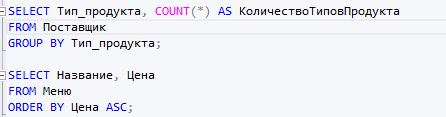 SELECT Тип_продукта, COUNT(*) AS КоличествоТиповПродукта
FROM Поставщик
GROUP BY Тип_продукта;
SELECT Название, Цена
FROM Меню
ORDER BY Цена ASC;